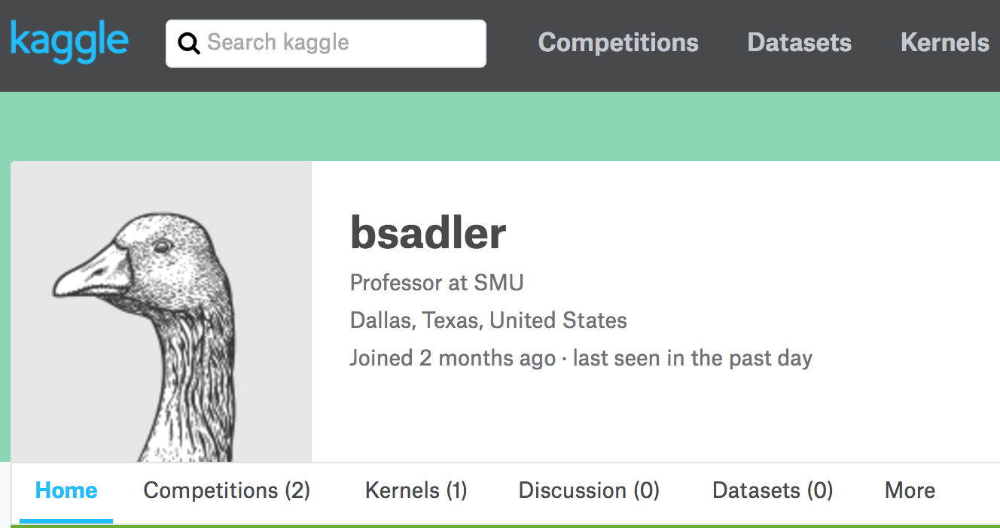 kaggle Search kaggle Competitions Datasets Kernels
bsadler
Professor at SMU
Dallas, Texas, United States
Joined 2 months ago · last seen in the past day
Home Competitions (2) Kernels (1) Discussion (0) Datasets (0) More